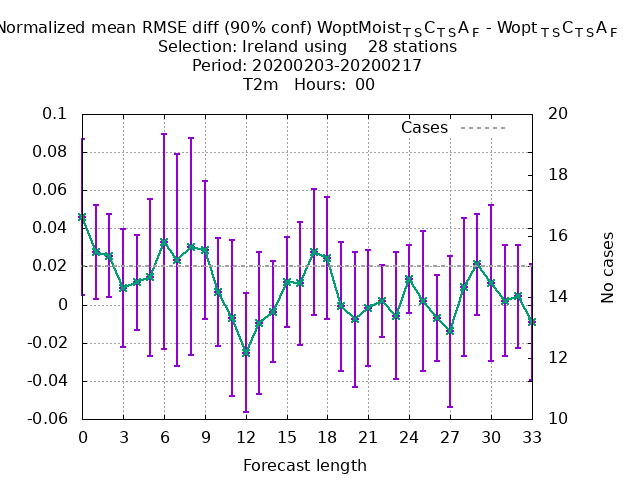 Normalized mean RMSE diff (90% conf) WoptMoist_TSC_TSA_F - Wopt_TSC_TSA_F
Selection: Ireland using 28 stations
Period: 20200203-20200217
T2m Hours: 00
0.1
0.08
0.06
0.04
0.02
0
-0.02
-0.04
-0.06
Cases
20
18
16
14
12
10
No cases
0 3 6 9 12 15 18 21 24 27 30 33
Forecast length